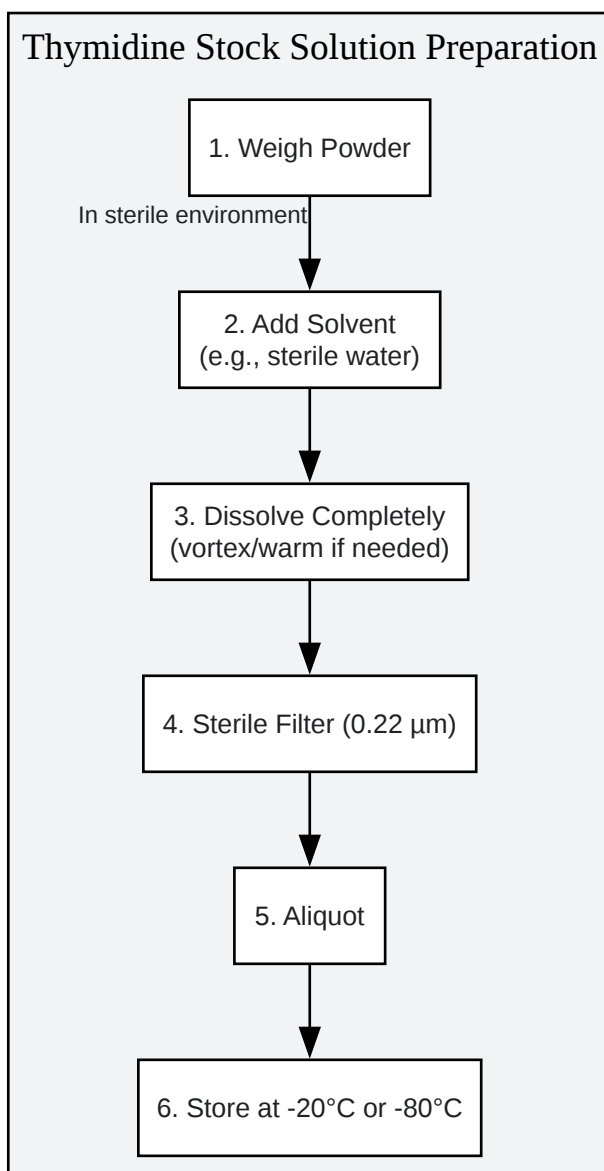 Thymidine Stock Solution Preparation
1. Weigh Powder
In sterile environment
2. Add Solvent
(e.g., sterile water)
3. Dissolve Completely
(vortex/warm if needed)
4. Sterile Filter (0.22 µm)
5. Aliquot
6. Store at -20°C or -80°C